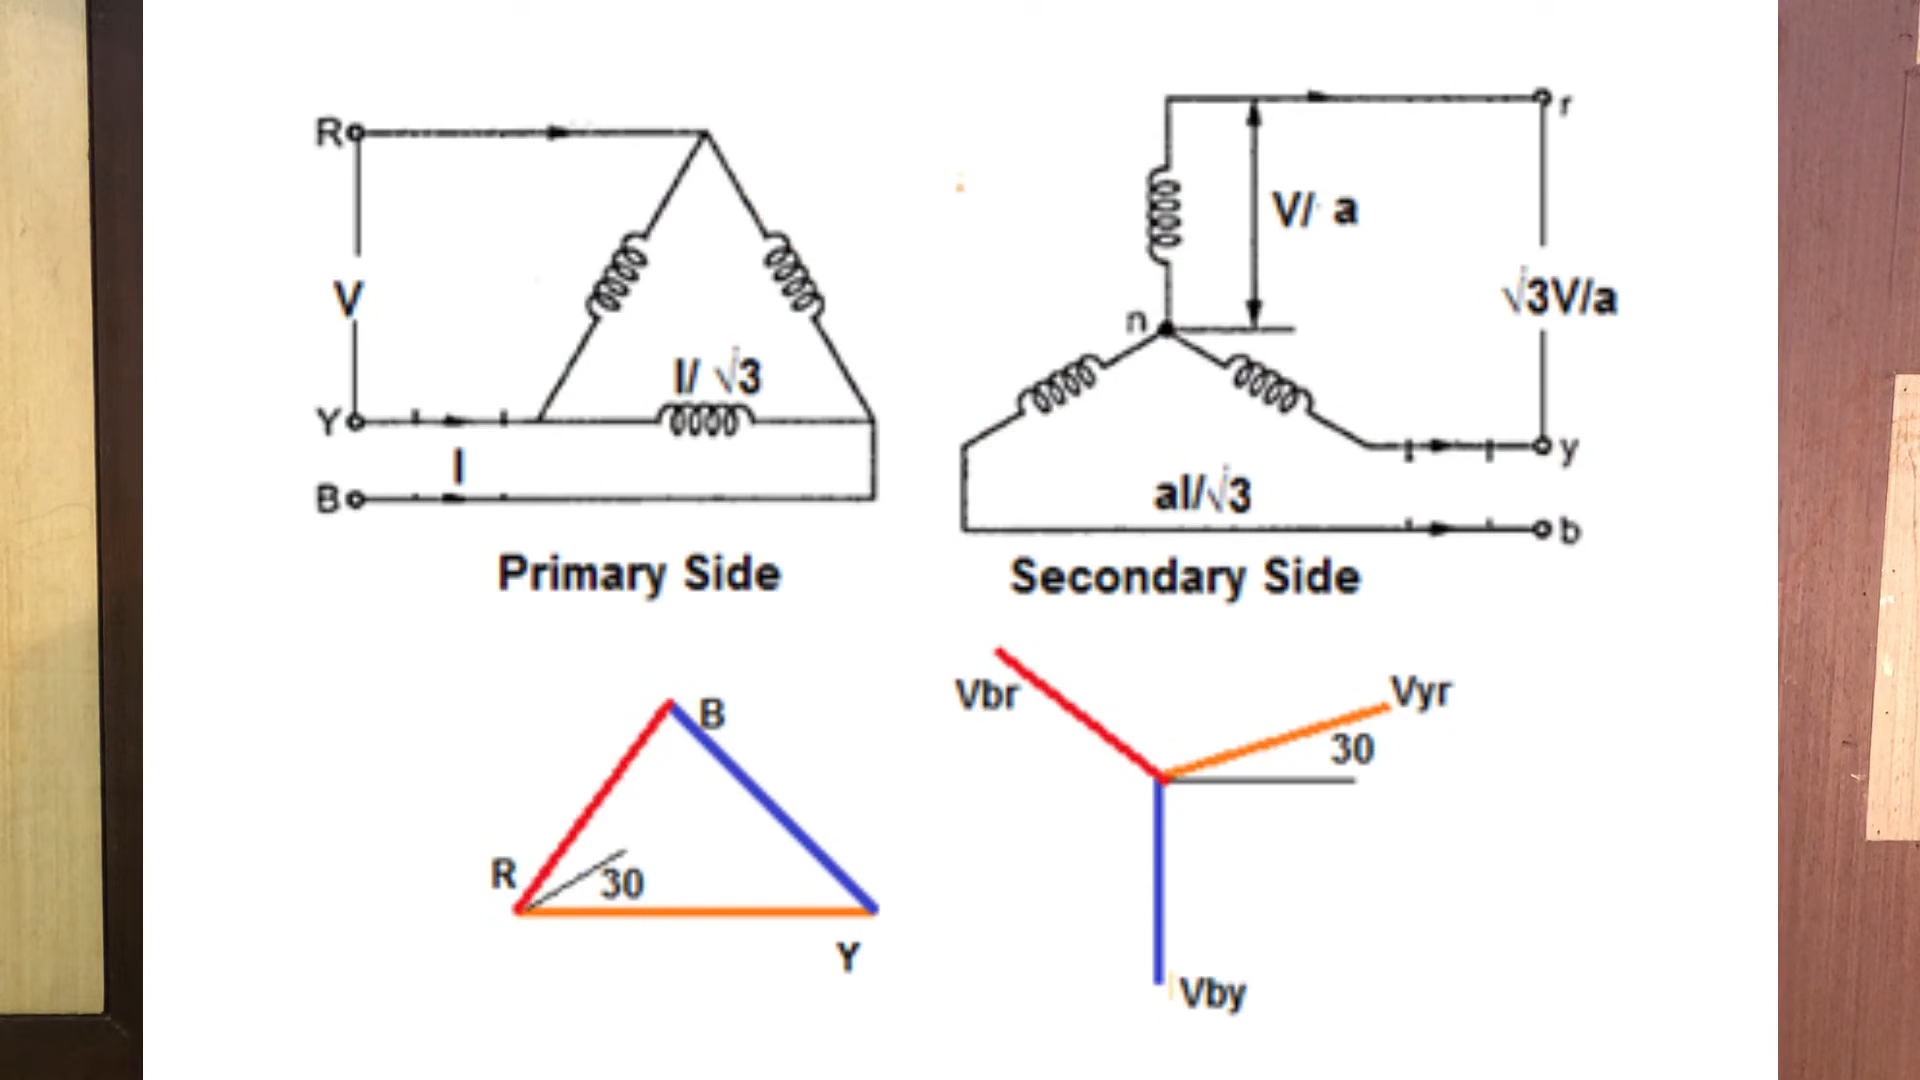 R
V
Y
I
B
I/ √3
Primary Side
r
V/ a
n
√3V/a
y
aI/√3
b
Secondary Side
B
R
30
Y
Vbr
Vyr
30
Vby